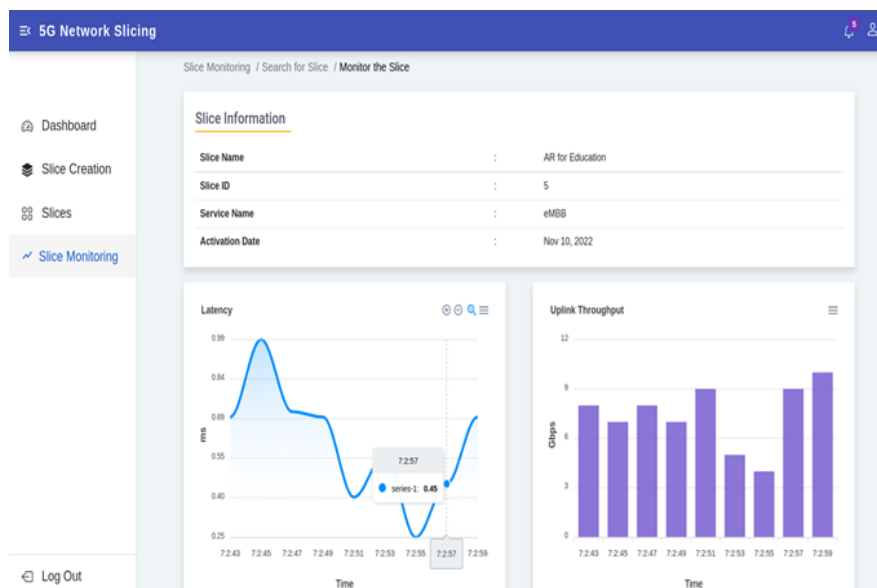 5G Network Slicing
5
Slice Monitoring / Search for Slice / Monitor the Slice
Dashboard
Slice Creation
Slices
Slice Monitoring
Log Out
Slice Information
Slice Name : AR for Education
Slice ID : 5
Service Name : eMBB
Activation Date : Nov 10, 2022
Latency
0.99
0.84
0.69
0.55
0.40
0.25
ms
7:2:57
series-1: 0.45
7:2:43 7:2:45 7:2:47 7:2:49 7:2:51 7:2:53 7:2:55 7:2:57 7:2:59
Time
Uplink Throughput
12
9
6
3
0
Gbps
7:2:43 7:2:45 7:2:47 7:2:49 7:2:51 7:2:53 7:2:55 7:2:57 7:2:59
Time